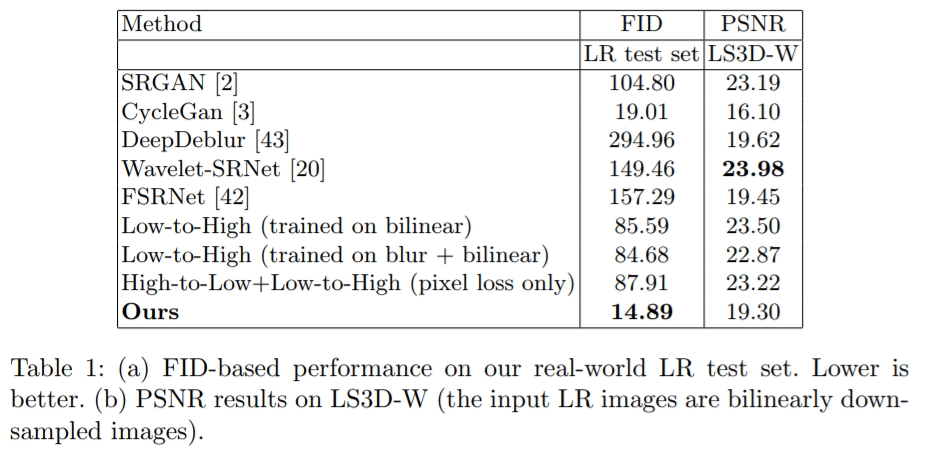 Method FID PSNR
LR test set LS3D-W
SRGAN [2] 104.80 23.19
CycleGan [3] 19.01 16.10
DeepDeblur [43] 294.96 19.62
Wavelet-SRNet [20] 149.46 23.98
FSRNet [42] 157.29 19.45
Low-to-High (trained on bilinear) 85.59 23.50
Low-to-High (trained on blur + bilinear) 84.68 22.87
High-to-Low+Low-to-High (pixel loss only) 87.91 23.22
Ours 14.89 19.30
Table 1: (a) FID-based performance on our real-world LR test set. Lower is
better. (b) PSNR results on LS3D-W (the input LR images are bilinearly down-
sampled images).